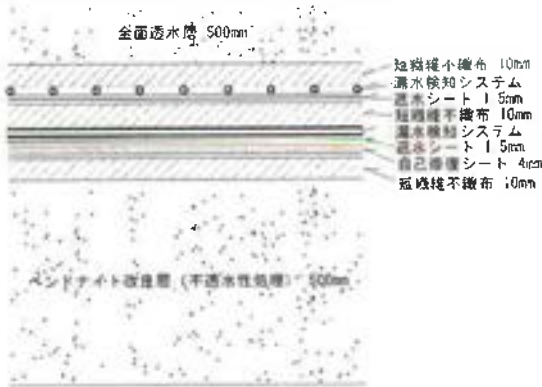 全面透水層 500mm
短繊維不織布 10mm
漏水検知システム
遮水シート 1.5mm
短繊維不織布 10mm
漏水検知システム
遮水シート 1.5mm
自己修復シート 4mm
短繊維不織布 10mm
ベントナイト改良層 (不透水性処理) 500mm